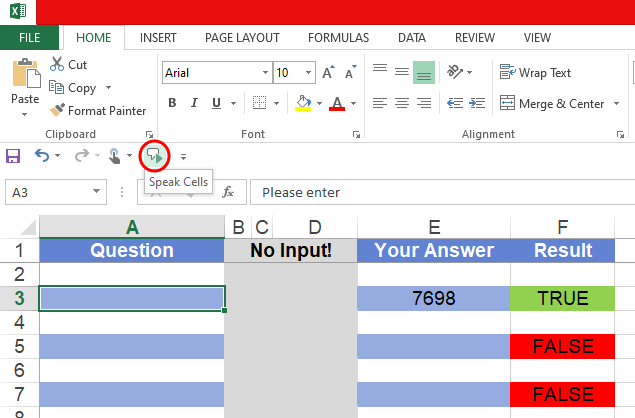 FILE HOME INSERT PAGE LAYOUT FORMULAS DATA REVIEW VIEW
Paste
Cut
Copy
Format Painter
Clipboard
Arial 10 A A
B I U A
Font
Wrap Text
Merge & Center
Alignment
Speak Cells
A3 fx Please enter
A B C D E F
1 Question No Input! Your Answer Result
2
3 7698 TRUE
4
5 FALSE
6
7 FALSE
8